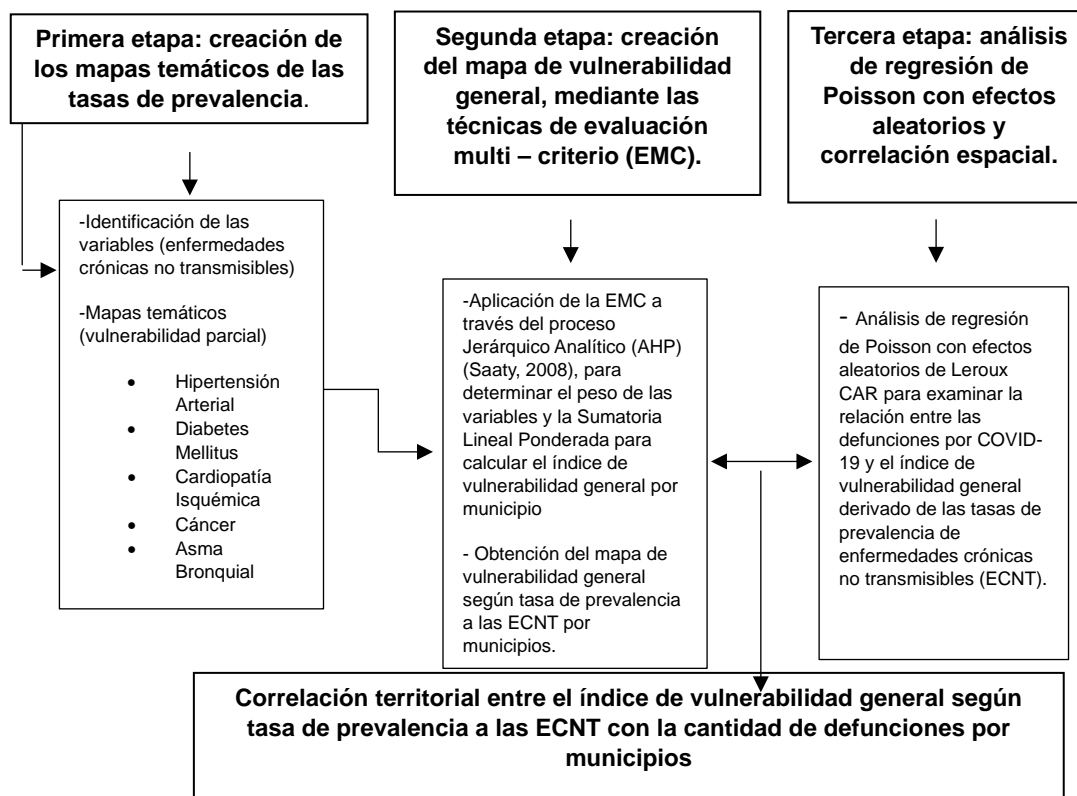 Primera etapa: creación de
los mapas temáticos de las
tasas de prevalencia.
Segunda etapa: creación
del mapa de vulnerabilidad
general, mediante las
técnicas de evaluación
multi – criterio (EMC).
Tercera etapa: análisis
de regresión de
Poisson con efectos
aleatorios y
correlación espacial.
-Identificación de las
variables (enfermedades
crónicas no transmisibles)
-Mapas temáticos
(vulnerabilidad parcial)
• Hipertensión
Arterial
• Diabetes
Mellitus
• Cardiopatía
Isquémica
• Cáncer
• Asma
Bronquial
-Aplicación de la EMC a
través del proceso
Jerárquico Analítico (AHP)
(Saaty, 2008), para
determinar el peso de las
variables y la Sumatoria
Lineal Ponderada para
calcular el índice de
vulnerabilidad general por
municipio
- Obtención del mapa de
vulnerabilidad general
según tasa de prevalencia
a las ECNT por
municipios.
- Análisis de regresión
de Poisson con efectos
aleatorios de Leroux
CAR para examinar la
relación entre las
defunciones por COVID-
19 y el índice de
vulnerabilidad general
derivado de las tasas de
prevalencia de
enfermedades crónicas
no transmisibles (ECNT).
Correlación territorial entre el índice de vulnerabilidad general según
tasa de prevalencia a las ECNT con la cantidad de defunciones por
municipios